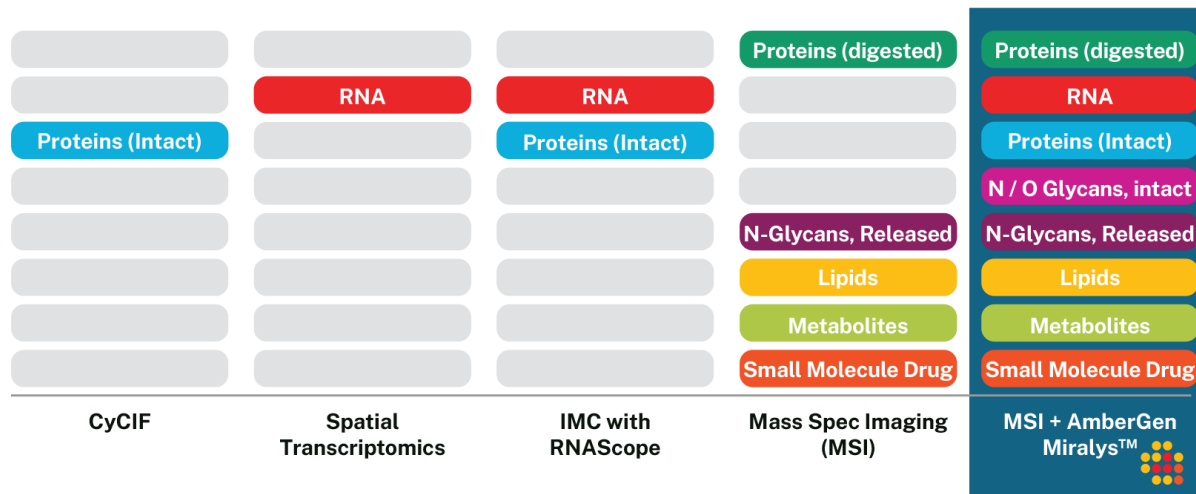 Proteins (digested)
Proteins (digested)
RNA
RNA
RNA
Proteins (Intact)
Proteins (Intact)
Proteins (Intact)
N / O Glycans, intact
N-Glycans, Released
N-Glycans, Released
Lipids
Lipids
Metabolites
Metabolites
Small Molecule Drug
Small Molecule Drug
CyCIF
Spatial
Transcriptomics
IMC with
RNAScope
Mass Spec Imaging
(MSI)
MSI + AmberGen
Miralys™